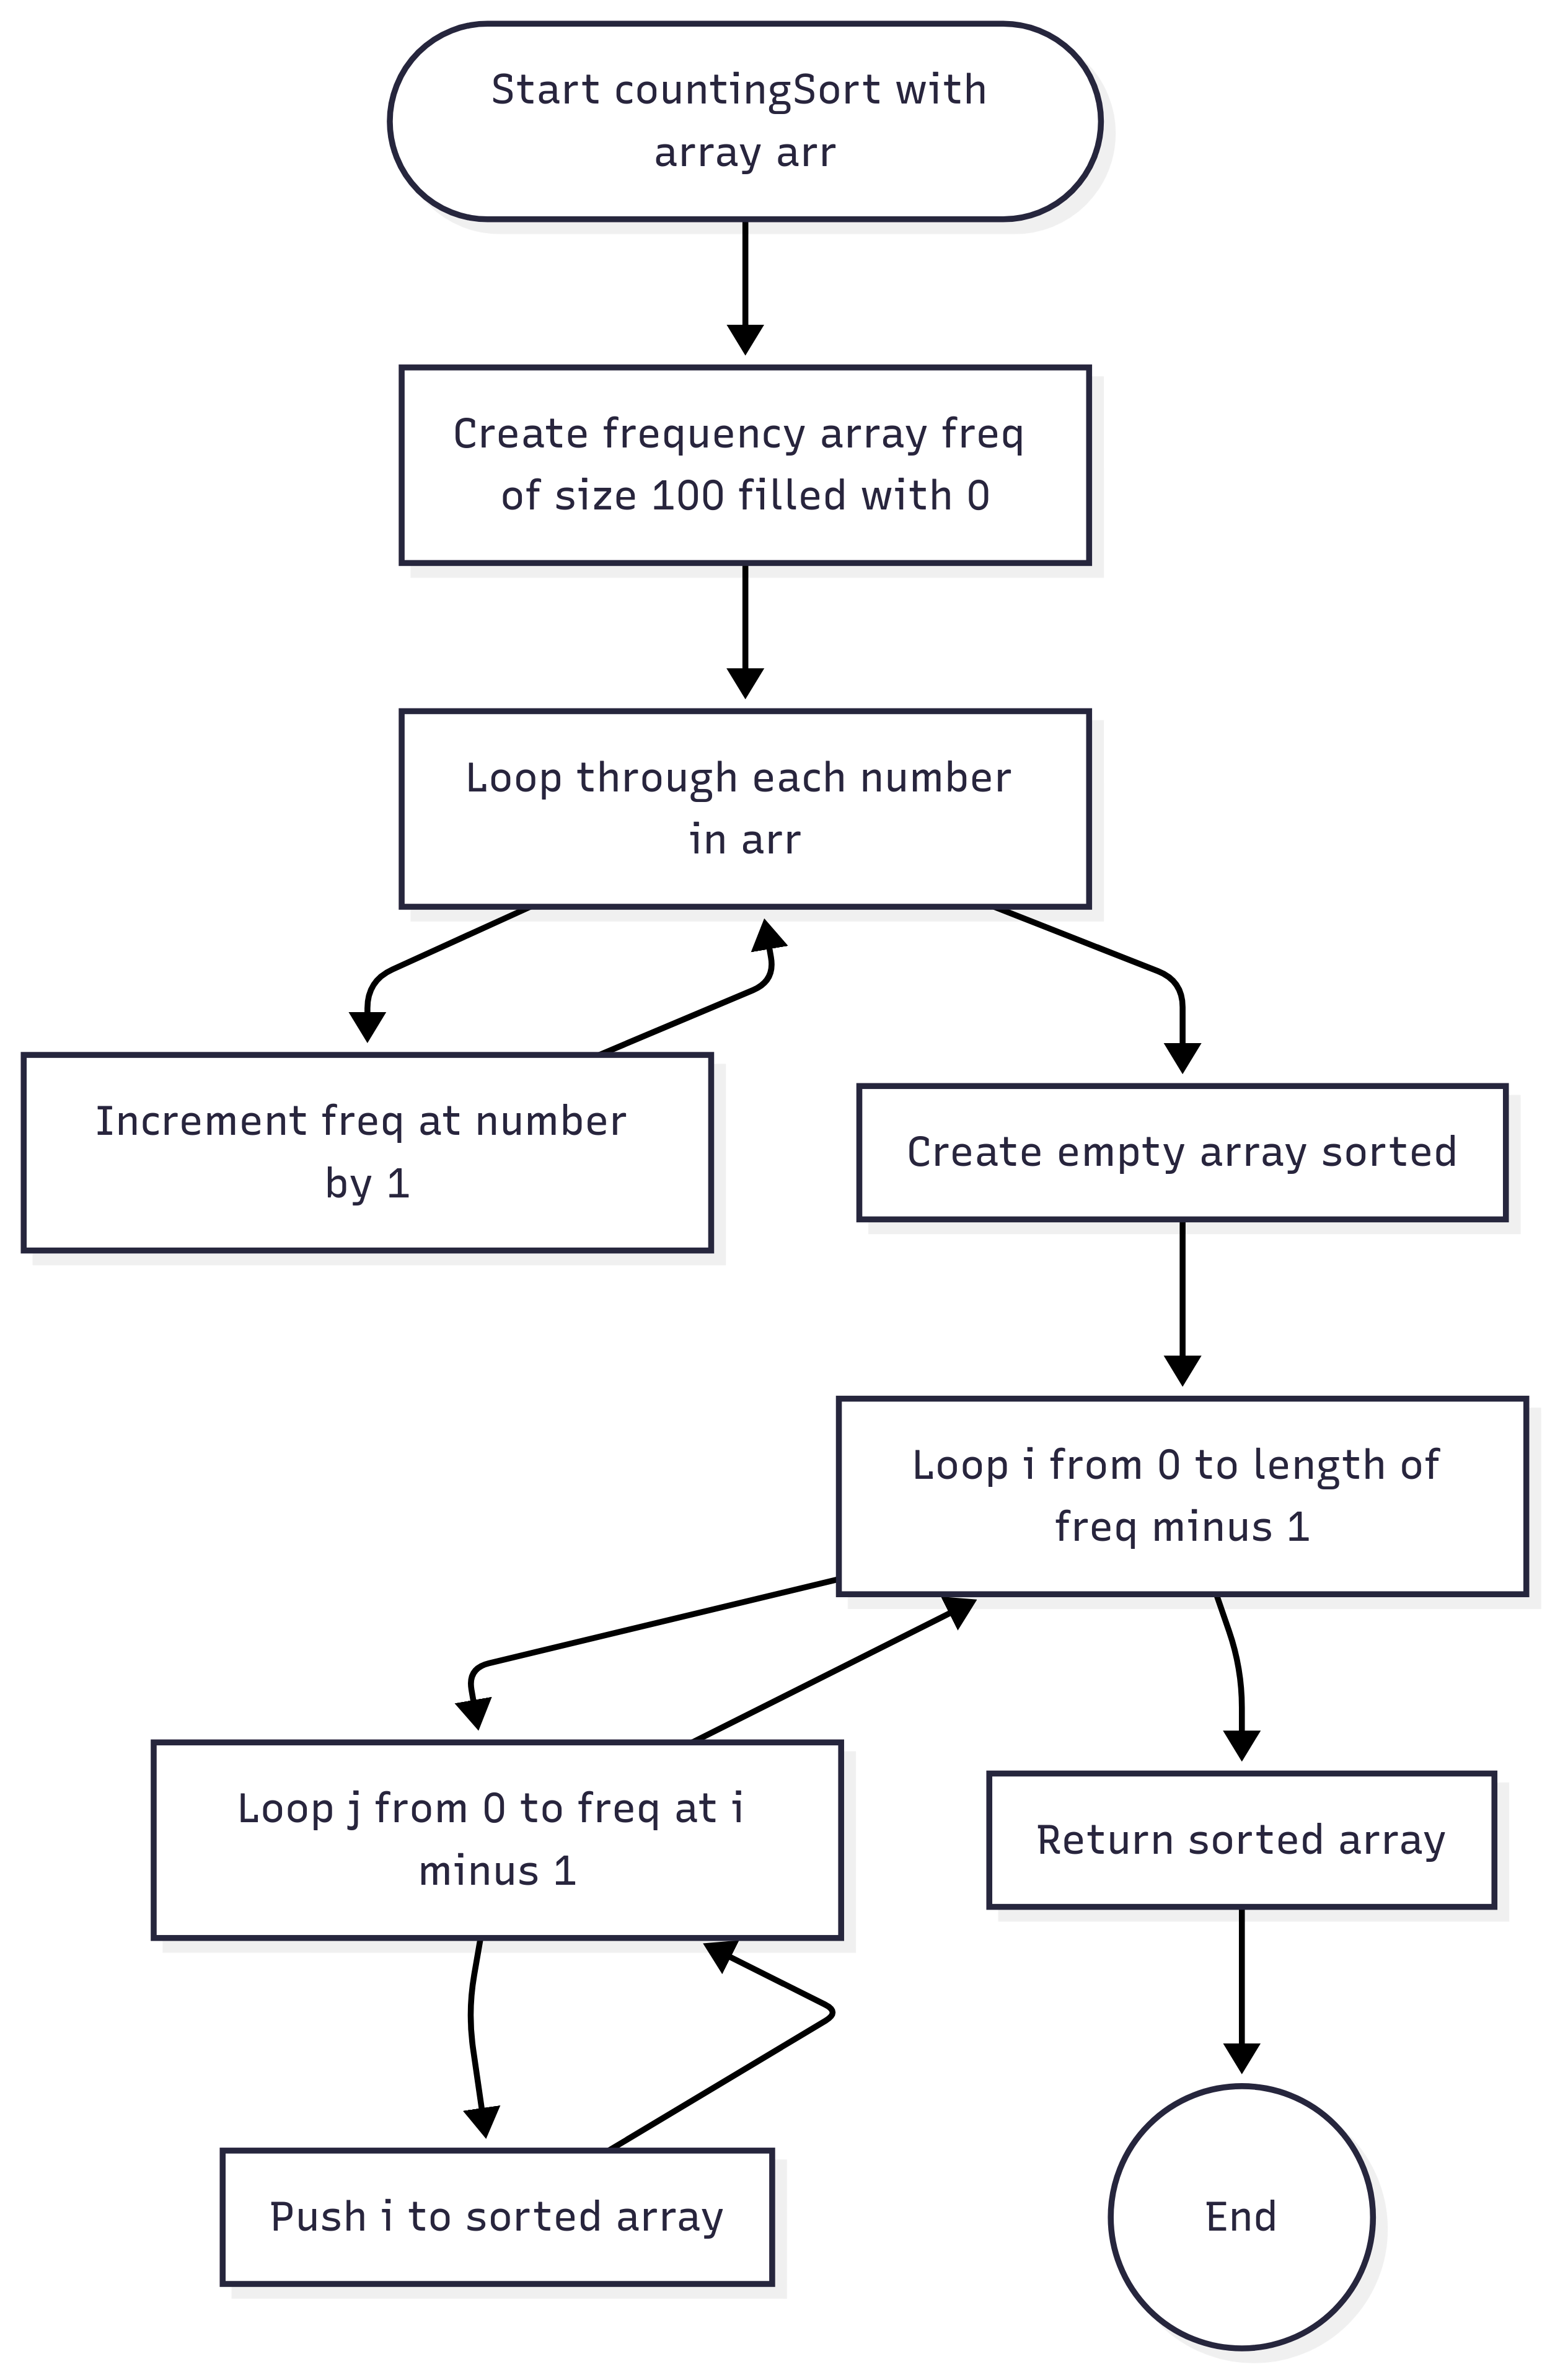 Start countingSort with
array arr
Create frequency array freq
of size 100 filled with 0
Loop through each number
in arr
Increment freq at number
by 1
Create empty array sorted
Loop i from 0 to length of
freq minus 1
Loop j from 0 to freq at i
minus 1
Return sorted array
Push i to sorted array
End